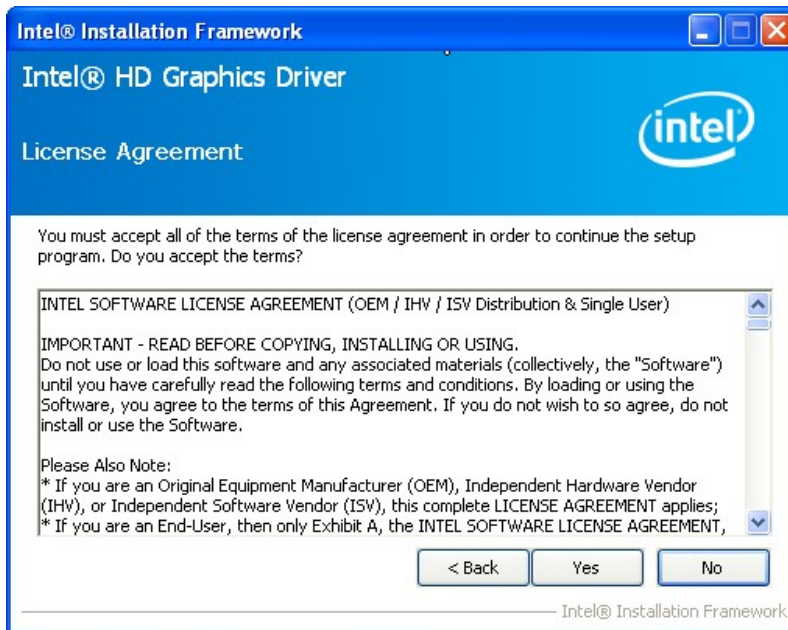 Intel® Installation Framework
Intel® HD Graphics Driver
intel
License Agreement
You must accept all of the terms of the license agreement in order to continue the setup
program. Do you accept the terms?
INTEL SOFTWARE LICENSE AGREEMENT (OEM / IHV / ISV Distribution & Single User)
IMPORTANT - READ BEFORE COPYING, INSTALLING OR USING.
Do not use or load this software and any associated materials (collectively, the "Software")
until you have carefully read the following terms and conditions. By loading or using the
Software, you agree to the terms of this Agreement. If you do not wish to so agree, do not
install or use the Software.
Please Also Note:
* If you are an Original Equipment Manufacturer (OEM), Independent Hardware Vendor
(IHV), or Independent Software Vendor (ISV), this complete LICENSE AGREEMENT applies;
* If you are an End-User, then only Exhibit A, the INTEL SOFTWARE LICENSE AGREEMENT,
< Back Yes No
Intel® Installation Framework